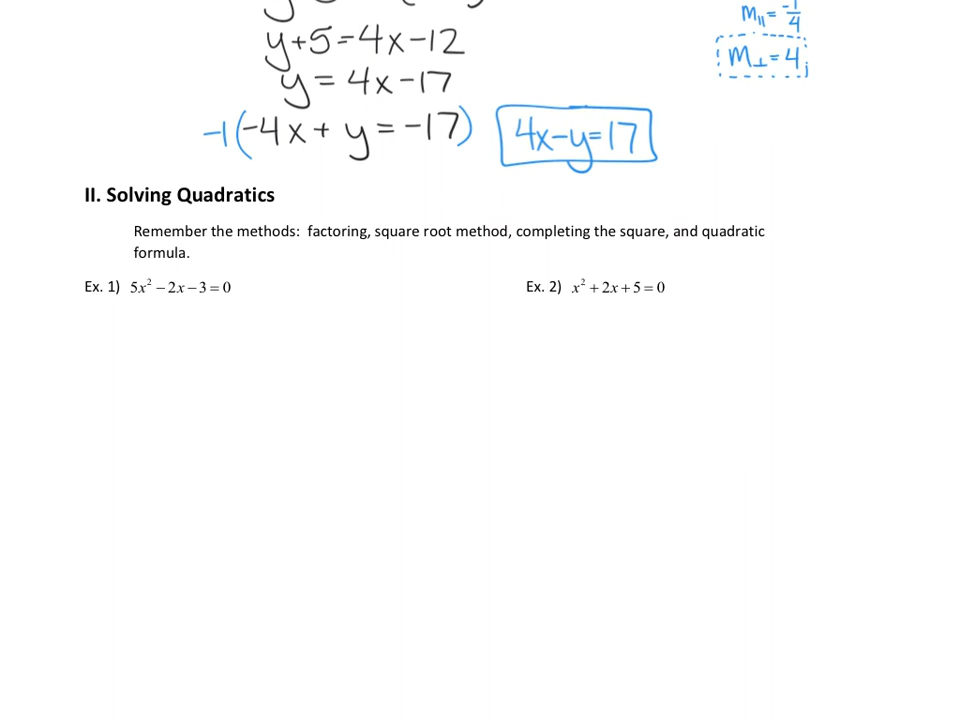 m∥ = -1/4
y+5=4x-12
m⊥=4;
y = 4x-17
-1(-4x + y = -17) 4x-y=17
II. Solving Quadratics
Remember the methods: factoring, square root method, completing the square, and quadratic
formula.
Ex. 1) 5x² − 2x − 3 = 0 Ex. 2) x² + 2x + 5 = 0